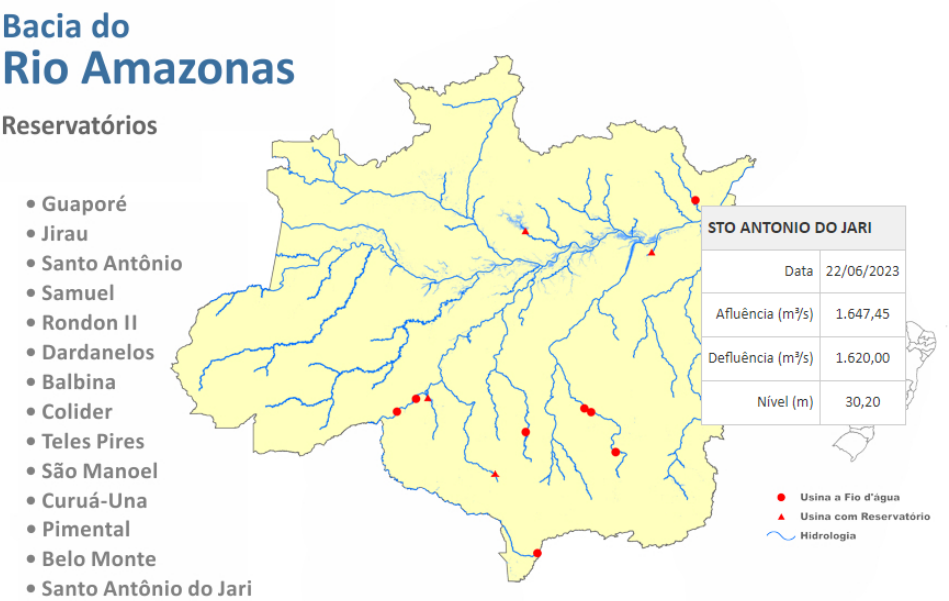 Bacia do
Rio Amazonas
Reservatórios
• Guaporé
• Jirau
• Santo Antônio
• Samuel
• Rondon II
• Dardanelos
• Balbina
• Colider
• Teles Pires
• São Manoel
• Curuá-Una
• Pimental
• Belo Monte
• Santo Antônio do Jari
STO ANTONIO DO JARI
Data 22/06/2023
Afluência (m³/s) 1.647,45
Defluência (m³/s) 1.620,00
Nível (m) 30,20
Usina a Fio d'água
Usina com Reservatório
Hidrologia